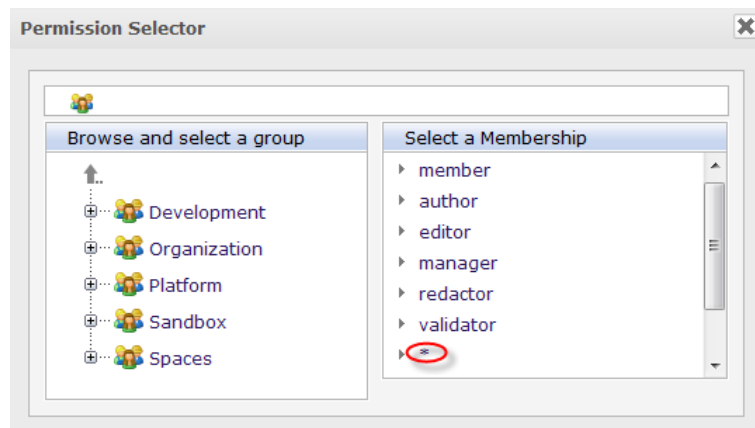 Permission Selector
Browse and select a group
Development
Organization
Platform
Sandbox
Spaces
Select a Membership
member
author
editor
manager
redactor
validator
*